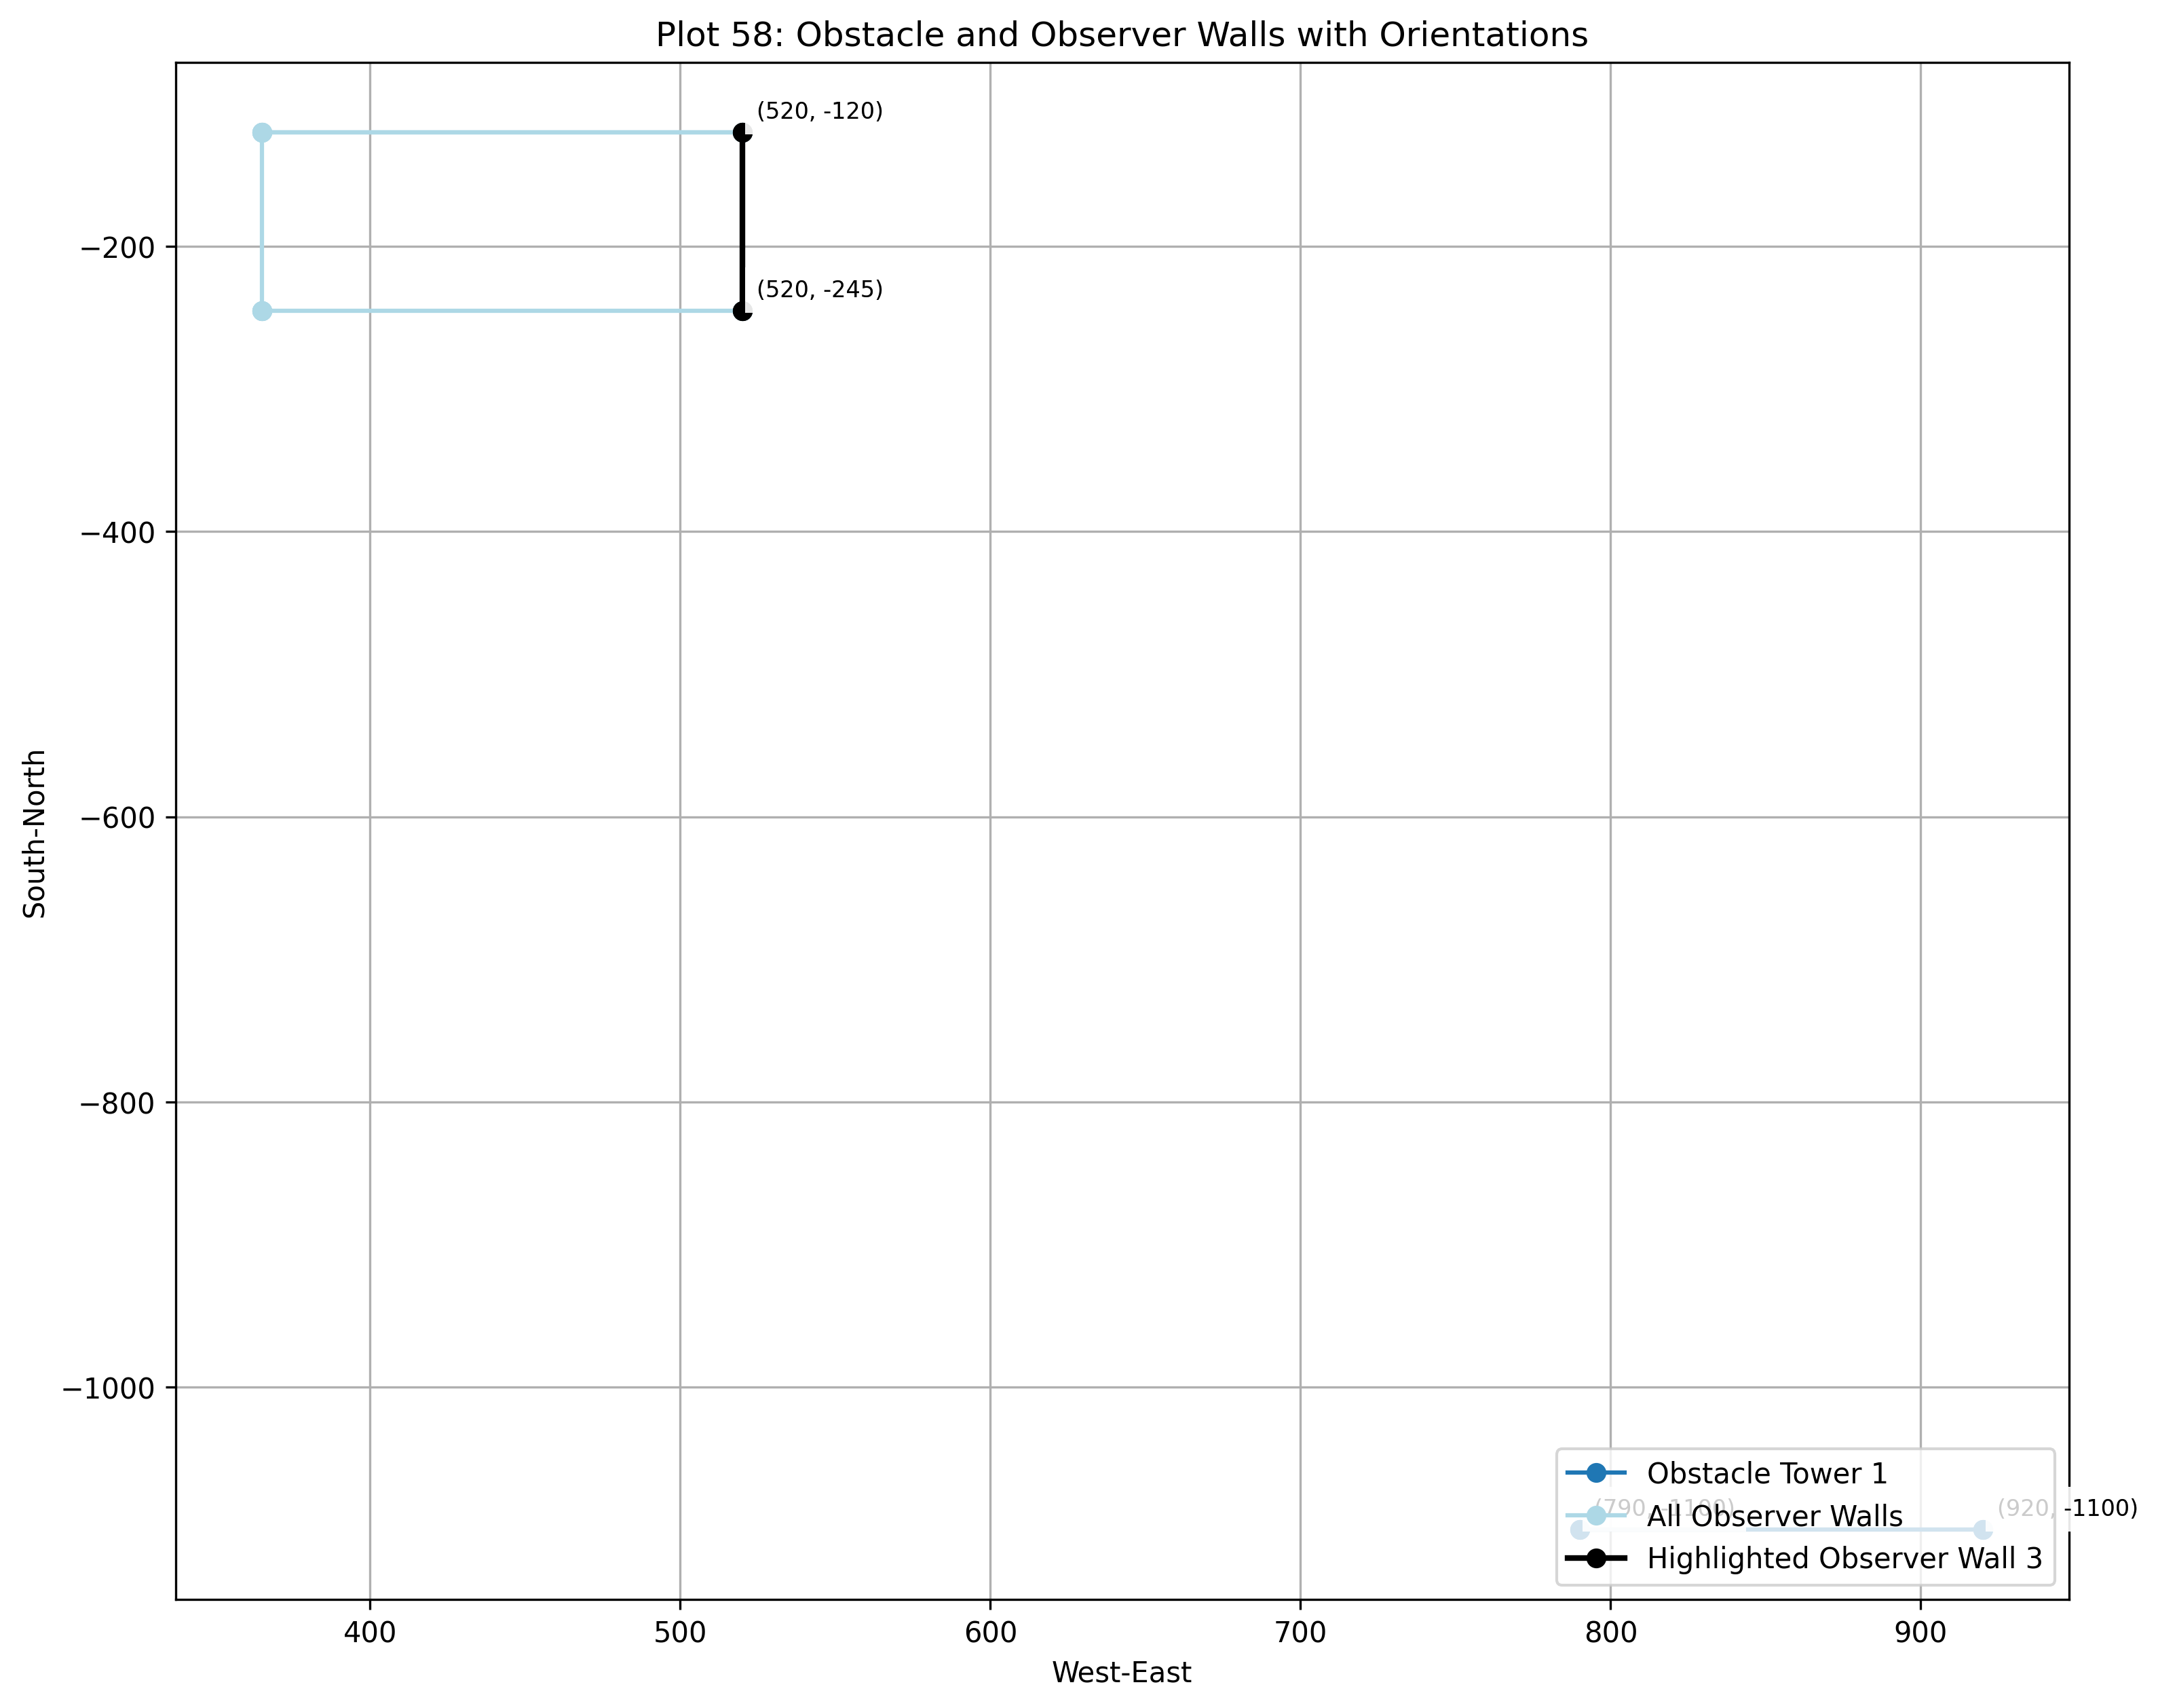 Plot 58: Obstacle and Observer Walls with Orientations
(520, -120)
−200
(520, -245)
−400
−600
−800
−1000
South-North
Obstacle Tower 1
(790, -1100)
(920, -1100)
All Observer Walls
Highlighted Observer Wall 3
400
500
600
700
800
900
West-East